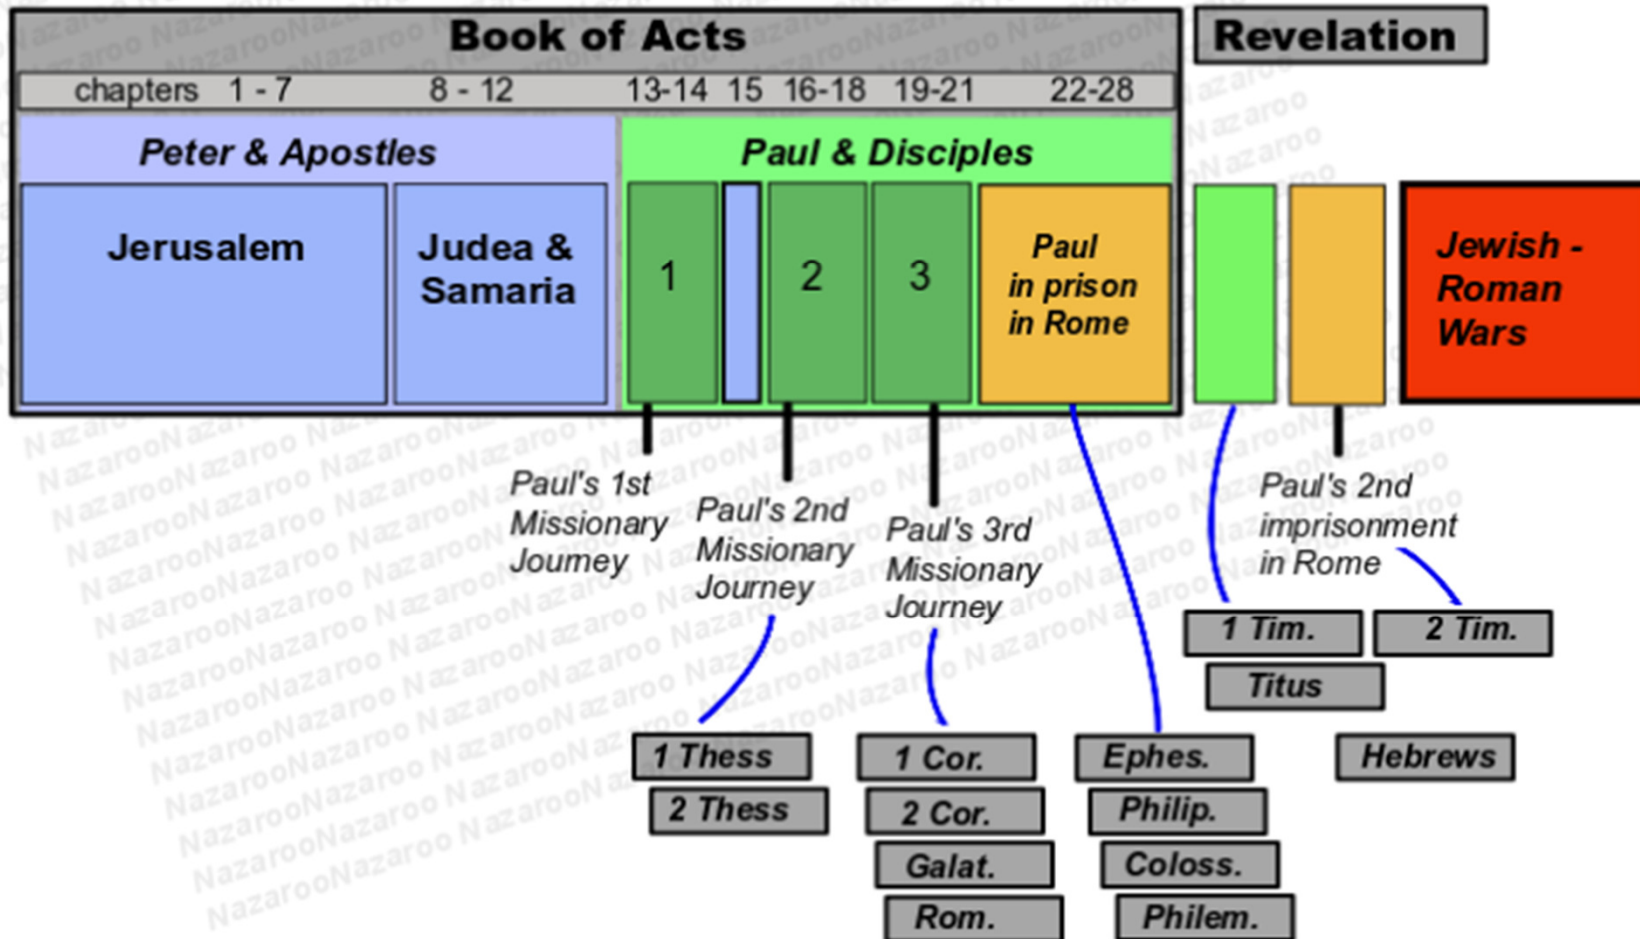 Book of Acts
Revelation
chapters 1 - 7 8 - 12 13-14 15 16-18 19-21 22-28
Peter & Apostles
Paul & Disciples
Jerusalem
Judea &
Samaria
1
2
3
Paul
in prison
in Rome
Jewish -
Roman
Wars
Paul's 1st
Missionary
Journey
Paul's 2nd
Missionary
Journey
Paul's 3rd
Missionary
Journey
Paul's 2nd
imprisonment
in Rome
1 Tim.
2 Tim.
Titus
1 Thess
2 Thess
1 Cor.
2 Cor.
Galat.
Rom.
Ephes.
Philip.
Coloss.
Philem.
Hebrews
Nazaroo